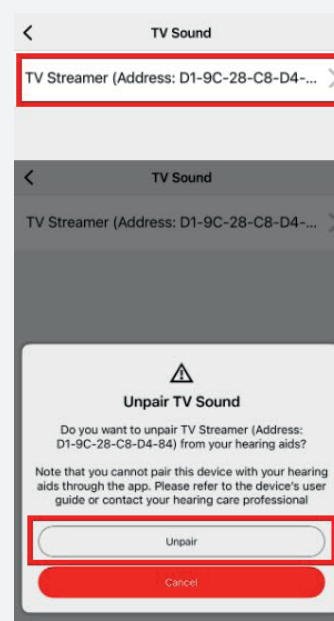 TV Sound
TV Streamer (Address: D1-9C-28-C8-D4-...
TV Sound
TV Streamer (Address: D1-9C-28-C8-D4-...
Unpair TV Sound
Do you want to unpair TV Streamer (Address:
D1-9C-28-C8-D4-84) from your hearing aids?
Note that you cannot pair this device with your hearing
aids through the app. Please refer to the device's user
guide or contact your hearing care professional
Unpair
Cancel